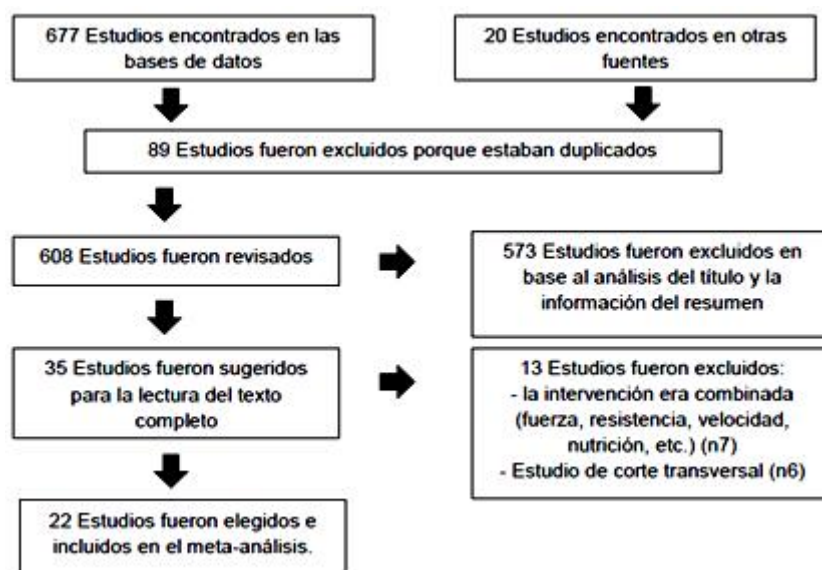 677 Estudios encontrados en las
bases de datos
20 Estudios encontrados en otras
fuentes
89 Estudios fueron excluidos porque estaban duplicados
608 Estudios fueron revisados
573 Estudios fueron excluidos en
base al análisis del título y la
información del resumen
35 Estudios fueron sugeridos
para la lectura del texto
completo
13 Estudios fueron excluidos:
- la intervención era combinada
(fuerza, resistencia, velocidad,
nutrición, etc.) (n7)
- Estudio de corte transversal (n6)
22 Estudios fueron elegidos e
incluidos en el meta-análisis.